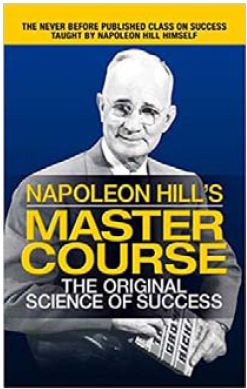 THE NEVER BEFORE PUBLISHED CLASS ON SUCCESS
TAUGHT BY NAPOLEON HILL HIMSELF
NAPOLEON HILL'S
MASTER
COURSE
THE ORIGINAL
SCIENCE OF SUCCESS